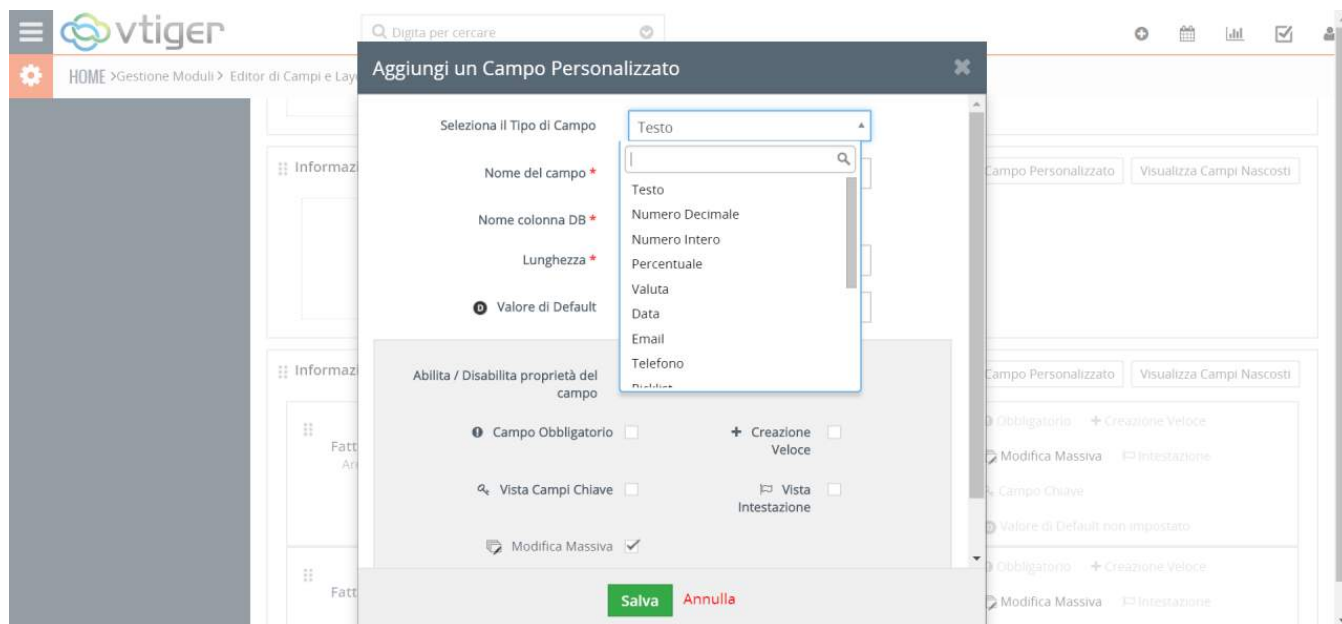 vtiger
Digita per cercare
HOME >Gestione Moduli > Editor di Campi e Lay
Aggiungi un Campo Personalizzato
Seleziona il Tipo di Campo
Testo
Nome del campo *
Nome colonna DB *
Lunghezza *
D Valore di Default
Testo
Numero Decimale
Numero Intero
Percentuale
Valuta
Data
Email
Telefono
Picklist
Abilita / Disabilita proprietà del
campo
Campo Obbligatorio
+ Creazione
Veloce
Vista Campi Chiave
Vista
Intestazione
Modifica Massiva
Salva
Annulla
Informaz
Campo Personalizzato
Visualizza Campi Nascosti
Informaz
Campo Personalizzato
Visualizza Campi Nascosti
Fatt
Obbligatorio
+ Creazione Veloce
Modifica Massiva
Intestazione
Campo Chiave
Valore di Default non impostato
Fatt
Obbligatorio
+ Creazione Veloce
Modifica Massiva
Intestazione